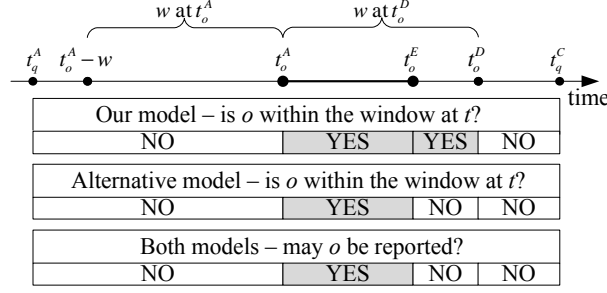 w at t_o^A w at t_o^D
t_q^A t_o^A – w t_o^A t_o^E t_o^D t_q^C
time
Our model – is o within the window at t?
NO YES YES NO
Alternative model – is o within the window at t?
NO YES NO NO
Both models – may o be reported?
NO YES NO NO